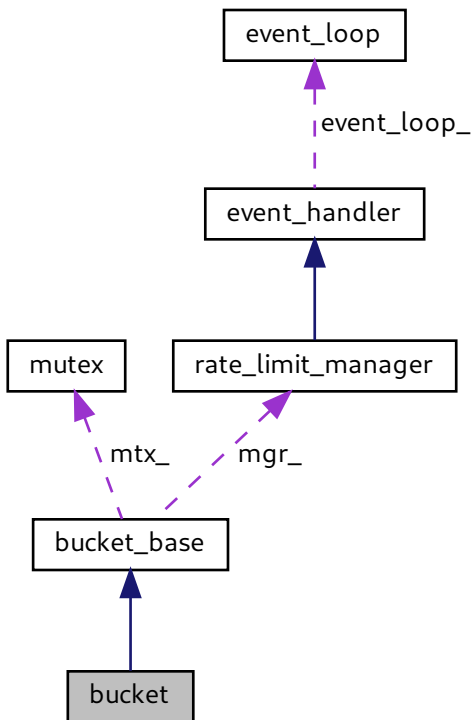 event_loop
event_loop_
event_handler
mutex
rate_limit_manager
mtx_
mgr_
bucket_base
bucket